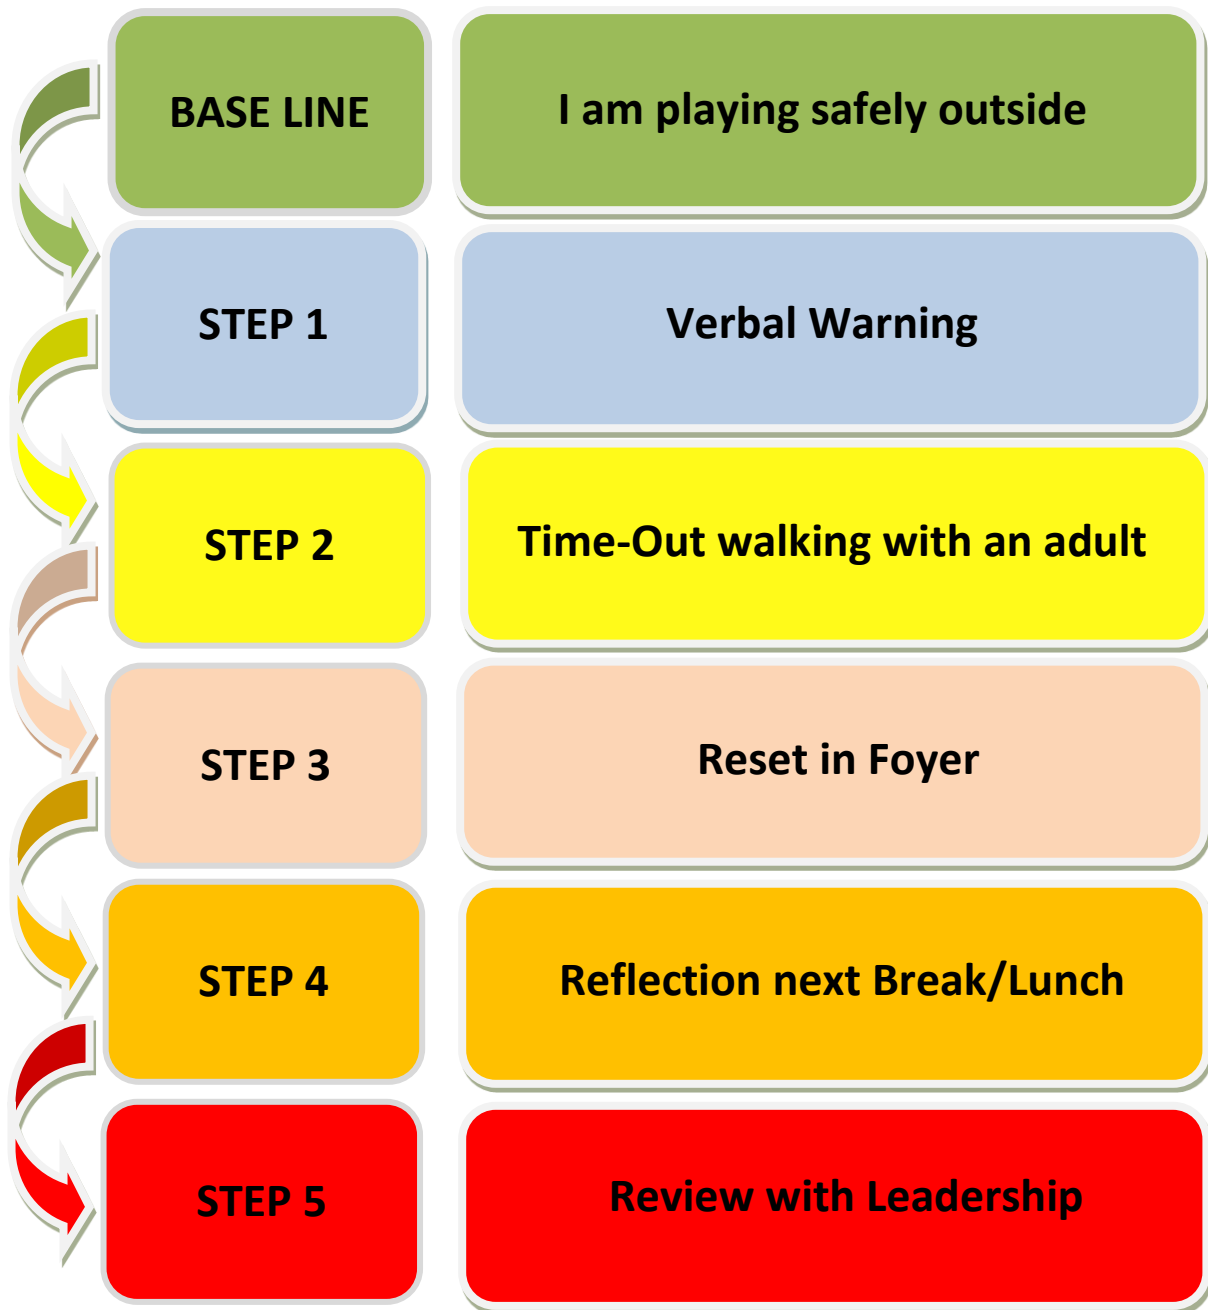 BASE LINE
I am playing safely outside
STEP 1
Verbal Warning
STEP 2
Time-Out walking with an adult
STEP 3
Reset in Foyer
STEP 4
Reflection next Break/Lunch
STEP 5
Review with Leadership